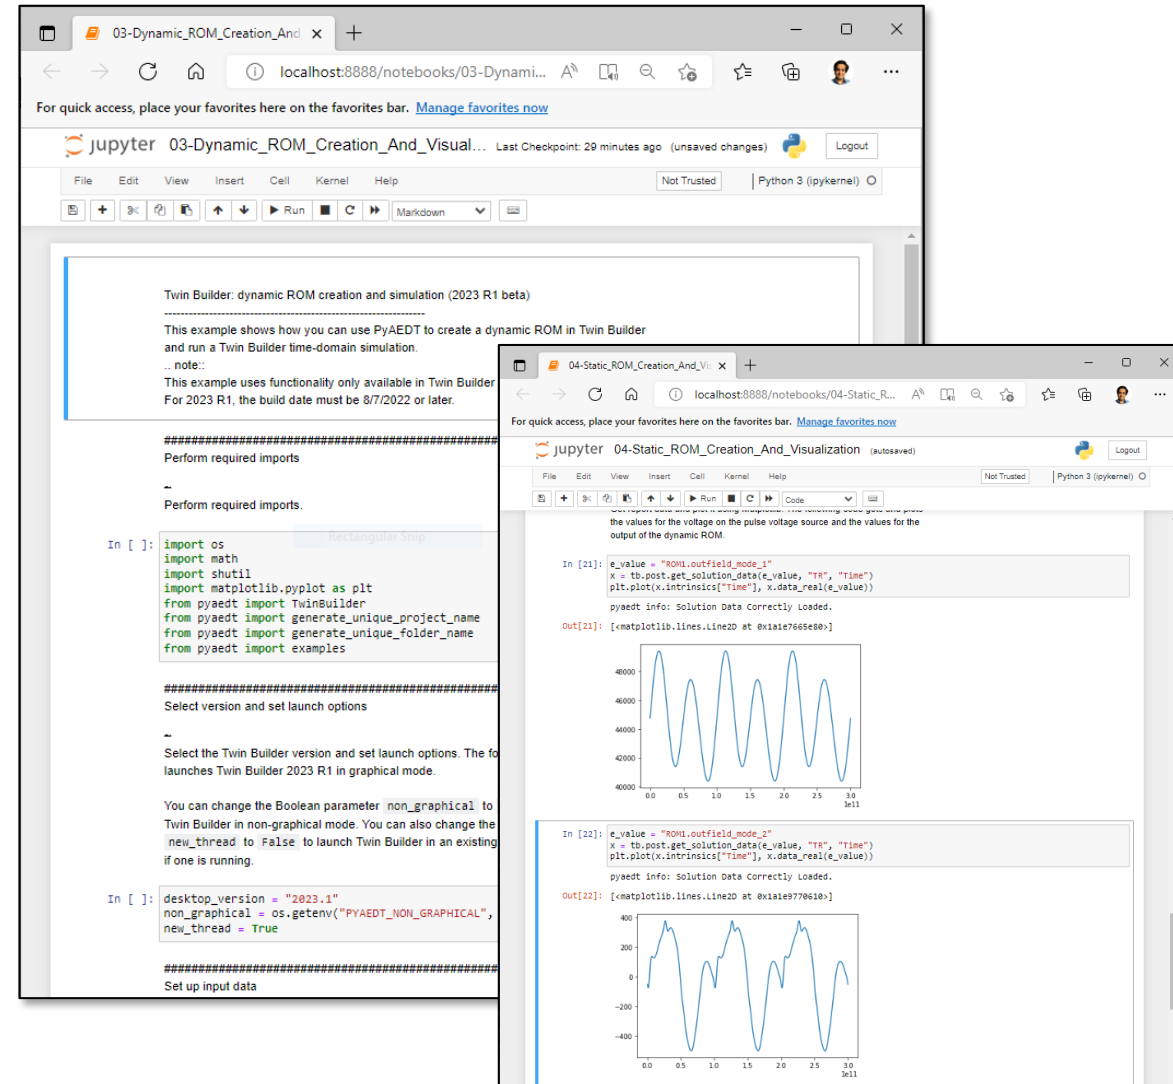 03-Dynamic_ROM_Creation_And
localhost:8888/notebooks/03-Dynami...
For quick access, place your favorites here on the favorites bar. Manage favorites now
jupyter 03-Dynamic_ROM_Creation_And_Visual... Last Checkpoint: 29 minutes ago (unsaved changes)
Logout
File Edit View Insert Cell Kernel Help
Not Trusted
Python 3 (ipykernel)
Run
Markdown
Twin Builder: dynamic ROM creation and simulation (2023 R1 beta)
---------------------------------------------------------------
This example shows how you can use PyAEDT to create a dynamic ROM in Twin Builder
and run a Twin Builder time-domain simulation.
.. note::
This example uses functionality only available in Twin Builder
For 2023 R1, the build date must be 8/7/2022 or later.
##################################################
Perform required imports
~
Perform required imports.
Rectangular Snip
In [ ]: import os
import math
import shutil
import matplotlib.pyplot as plt
from pyaedt import TwinBuilder
from pyaedt import generate_unique_project_name
from pyaedt import generate_unique_folder_name
from pyaedt import examples
##################################################
Select version and set launch options
~
Select the Twin Builder version and set launch options. The fo
launches Twin Builder 2023 R1 in graphical mode.
You can change the Boolean parameter non_graphical to
Twin Builder in non-graphical mode. You can also change the
new_thread to False to launch Twin Builder in an existing
if one is running.
In [ ]: desktop_version = "2023.1"
non_graphical = os.getenv("PYAEDT_NON_GRAPHICAL",
new_thread = True
##################################################
Set up input data
04-Static_ROM_Creation_And_Vi
localhost:8888/notebooks/04-Static_R...
For quick access, place your favorites here on the favorites bar. Manage favorites now
jupyter 04-Static_ROM_Creation_And_Visualization (autosaved)
Logout
File Edit View Insert Cell Kernel Help
Not Trusted
Python 3 (ipykernel)
Run
Code
Get report data and plot it using Matplotlib. The following code gets and plots
the values for the voltage on the pulse voltage source and the values for the
output of the dynamic ROM.
In [21]: e_value = "ROM1.outfield_mode_1"
x = tb.post.get_solution_data(e_value, "TR", "Time")
plt.plot(x.intrinsics["Time"], x.data_real(e_value))
pyaedt info: Solution Data Correctly Loaded.
Out[21]: [<matplotlib.lines.Line2D at 0x1a1e7665e80>]
48000
46000
44000
42000
40000
0.0 0.5 1.0 1.5 2.0 2.5 3.0
1e11
In [22]: e_value = "ROM1.outfield_mode_2"
x = tb.post.get_solution_data(e_value, "TR", "Time")
plt.plot(x.intrinsics["Time"], x.data_real(e_value))
pyaedt info: Solution Data Correctly Loaded.
Out[22]: [<matplotlib.lines.Line2D at 0x1a1e9770610>]
400
200
0
−200
−400
0.0 0.5 1.0 1.5 2.0 2.5 3.0
1e11